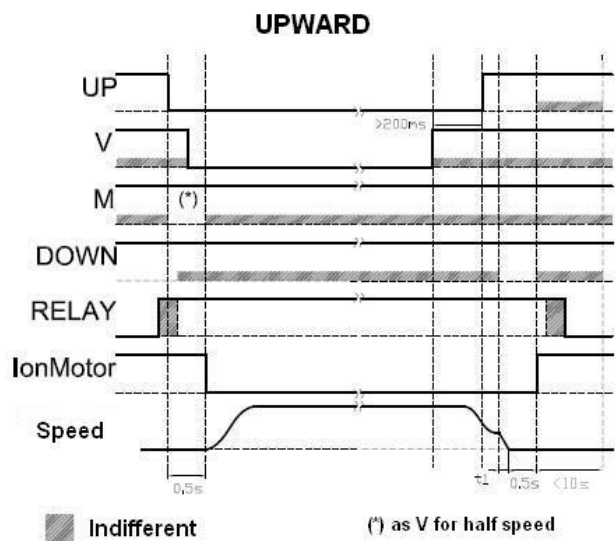 UPWARD
UP
>200ms
V
M (*)
DOWN
RELAY
IonMotor
Speed
0,5s t1 0,5s <10s
Indifferent (*) as V for half speed